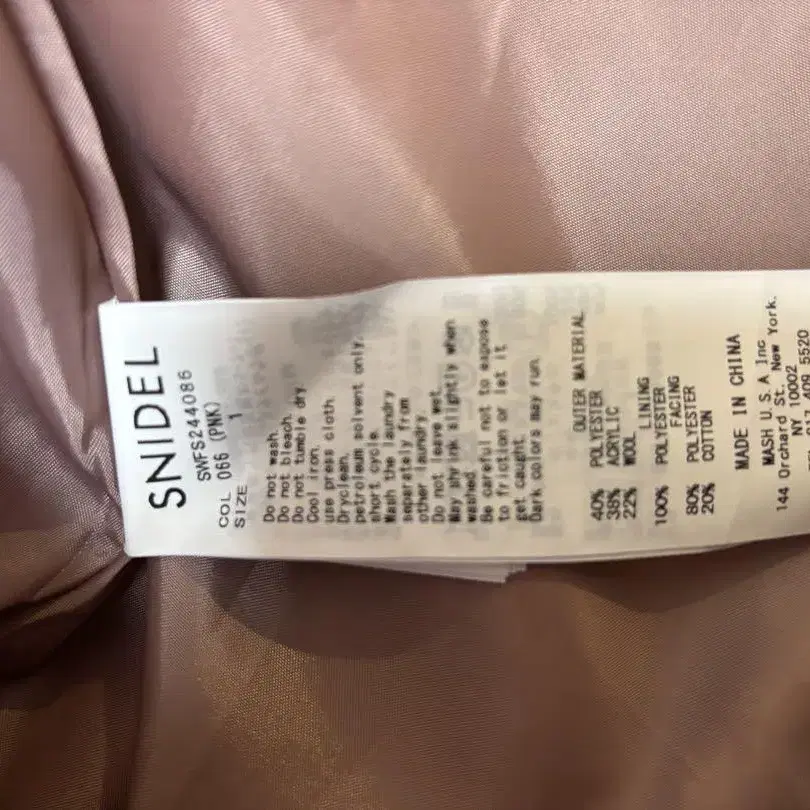 SNIDEL
SWFS244086
COL 066 (PNK)
SIZE 1
Do not wash.
Do not bleach.
Do not tumble dry.
Cool iron.
use press cloth.
Dryclean.
petroleum solvent only.
short cycle.
Wash the laundry
separately from
other laundry.
Do not leave wet.
May shrink slightly when
washed.
Be careful not to expose
to friction or let it
get caught.
Dark colors may run.
OUTER MATERIAL
40% POLYESTER
38% ACRYLIC
22% WOOL
LINING
100% POLYESTER
FACING
80% POLYESTER
20% COTTON
MADE IN CHINA
MASH U.S.A Inc
144 Orchard St. New York.
NY 10002
409 5520